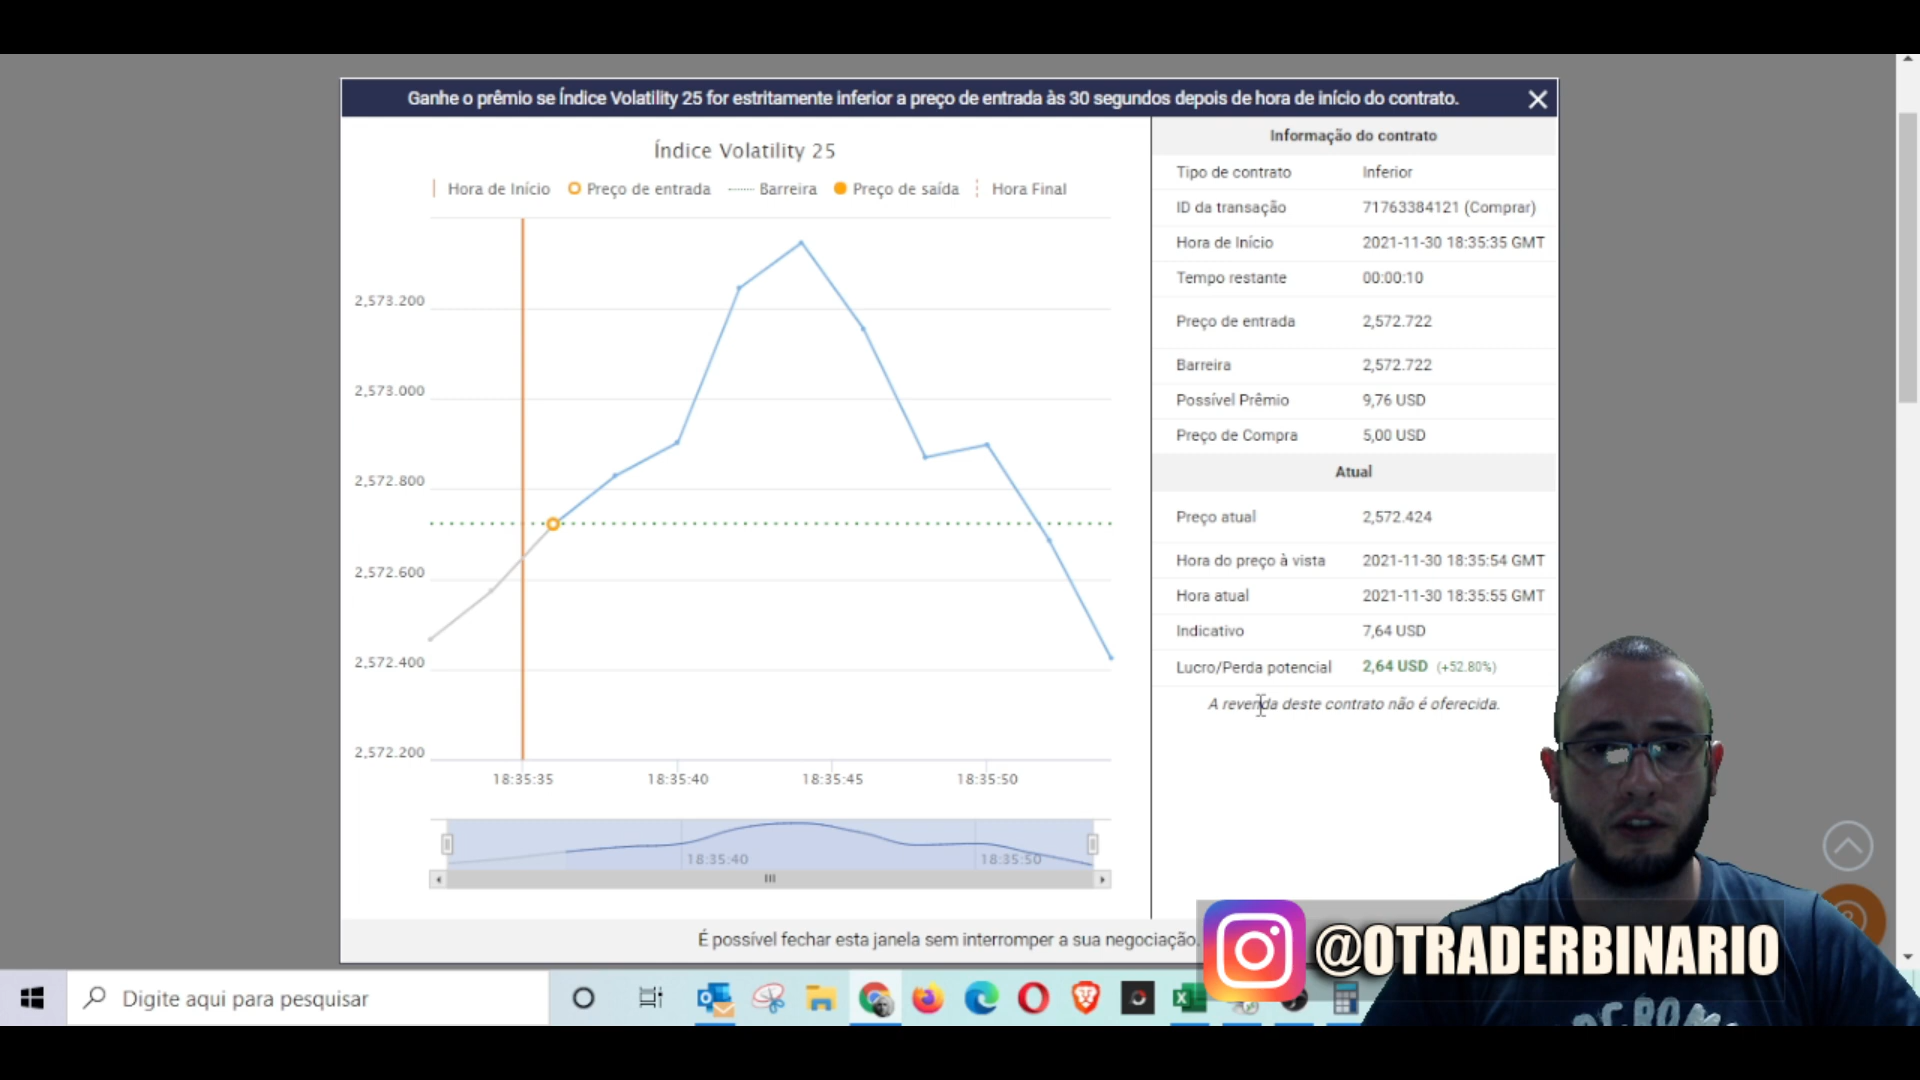 Ganhe o prêmio se Índice Volatility 25 for estritamente inferior a preço de entrada às 30 segundos depois de hora de início do contrato.
Índice Volatility 25
Hora de Início Preço de entrada Barreira Preço de saída Hora Final
2,573.200
2,573.000
2,572.800
2,572.600
2,572.400
2,572.200
18:35:35 18:35:40 18:35:45 18:35:50
18:35:40 18:35:50
Informação do contrato
Tipo de contrato Inferior
ID da transação 71763384121 (Comprar)
Hora de Início 2021-11-30 18:35:35 GMT
Tempo restante 00:00:10
Preço de entrada 2,572.722
Barreira 2,572.722
Possível Prêmio 9,76 USD
Preço de Compra 5,00 USD
Atual
Preço atual 2,572.424
Hora do preço à vista 2021-11-30 18:35:54 GMT
Hora atual 2021-11-30 18:35:55 GMT
Indicativo 7,64 USD
Lucro/Perda potencial 2,64 USD (+52.80%)
A revenda deste contrato não é oferecida.
É possível fechar esta janela sem interromper a sua negociação.
@OTRADERBINARIO
Digite aqui para pesquisar